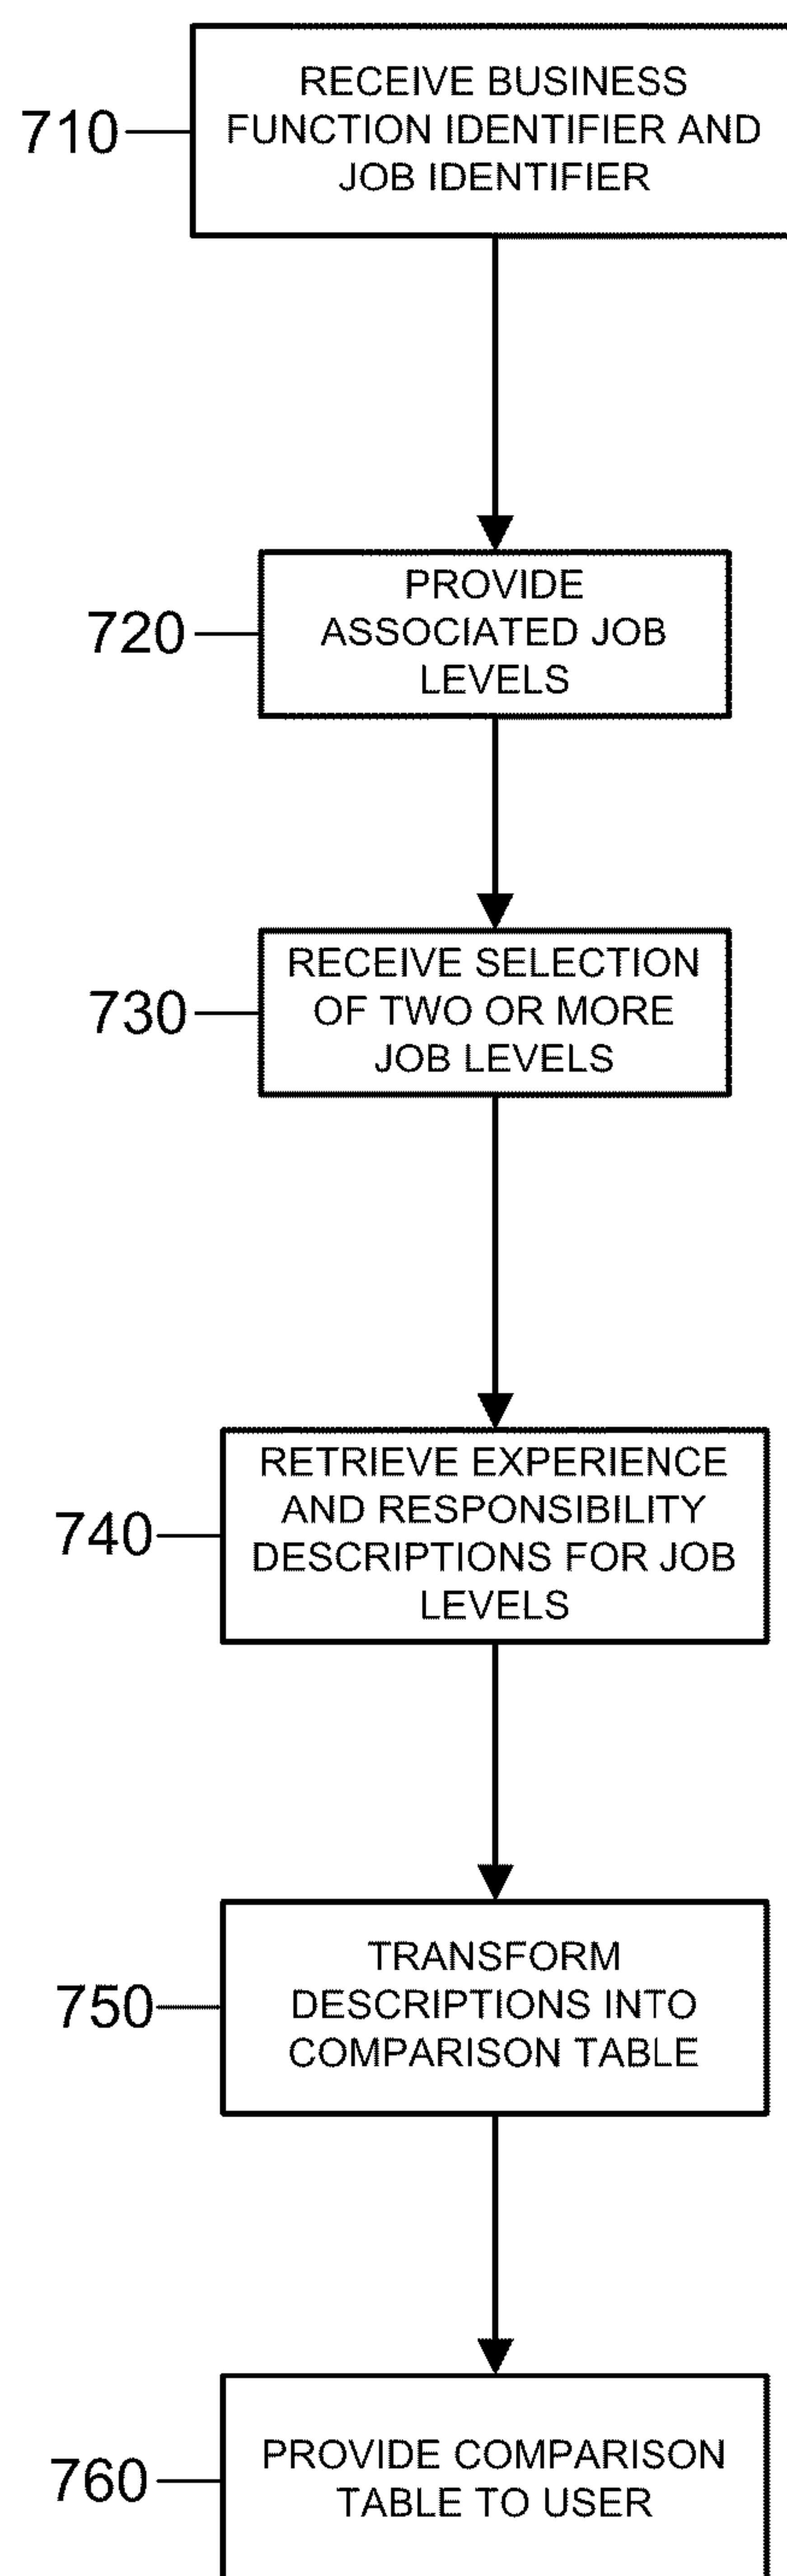 710
RECEIVE BUSINESS
FUNCTION IDENTIFIER AND
JOB IDENTIFIER
720
PROVIDE
ASSOCIATED JOB
LEVELS
730
RECEIVE SELECTION
OF TWO OR MORE
JOB LEVELS
740
RETRIEVE EXPERIENCE
AND RESPONSIBILITY
DESCRIPTIONS FOR JOB
LEVELS
750
TRANSFORM
DESCRIPTIONS INTO
COMPARISON TABLE
760
PROVIDE COMPARISON
TABLE TO USER